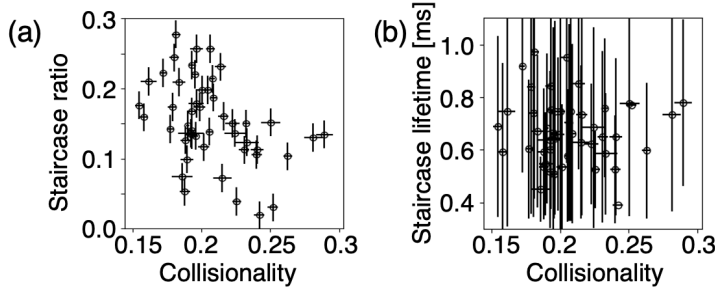 (a)
Staircase ratio
0.3
0.2
0.1
0.0
0.15 0.2 0.25 0.3
Collisionality
(b)
Staircase lifetime [ms]
1.0
0.8
0.6
0.4
0.15 0.2 0.25 0.3
Collisionality